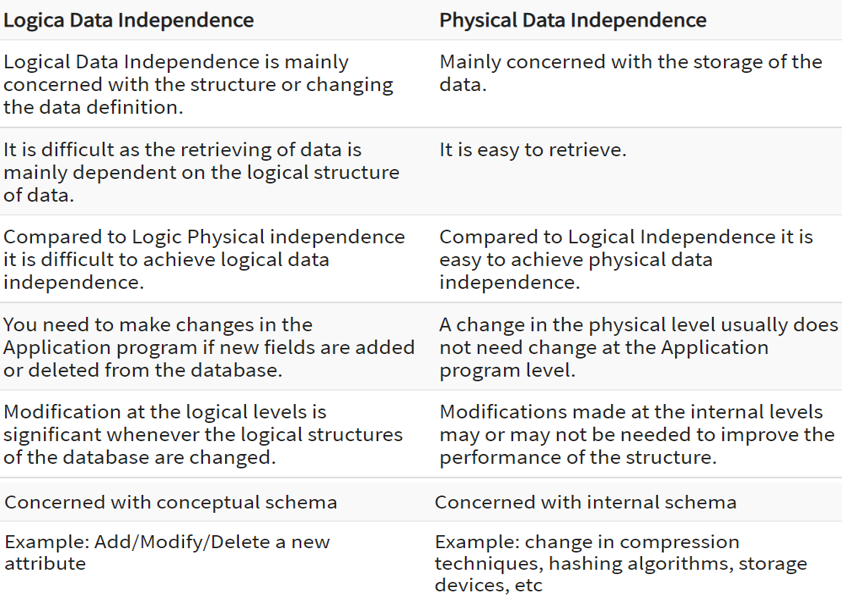 Logica Data Independence
Physical Data Independence
Logical Data Independence is mainly
concerned with the structure or changing
the data definition.
Mainly concerned with the storage of the
data.
It is difficult as the retrieving of data is
mainly dependent on the logical structure
of data.
It is easy to retrieve.
Compared to Logic Physical independence
it is difficult to achieve logical data
independence.
Compared to Logical Independence it is
easy to achieve physical data
independence.
You need to make changes in the
Application program if new fields are added
or deleted from the database.
A change in the physical level usually does
not need change at the Application
program level.
Modification at the logical levels is
significant whenever the logical structures
of the database are changed.
Modifications made at the internal levels
may or may not be needed to improve the
performance of the structure.
Concerned with conceptual schema
Concerned with internal schema
Example: Add/Modify/Delete a new
attribute
Example: change in compression
techniques, hashing algorithms, storage
devices, etc